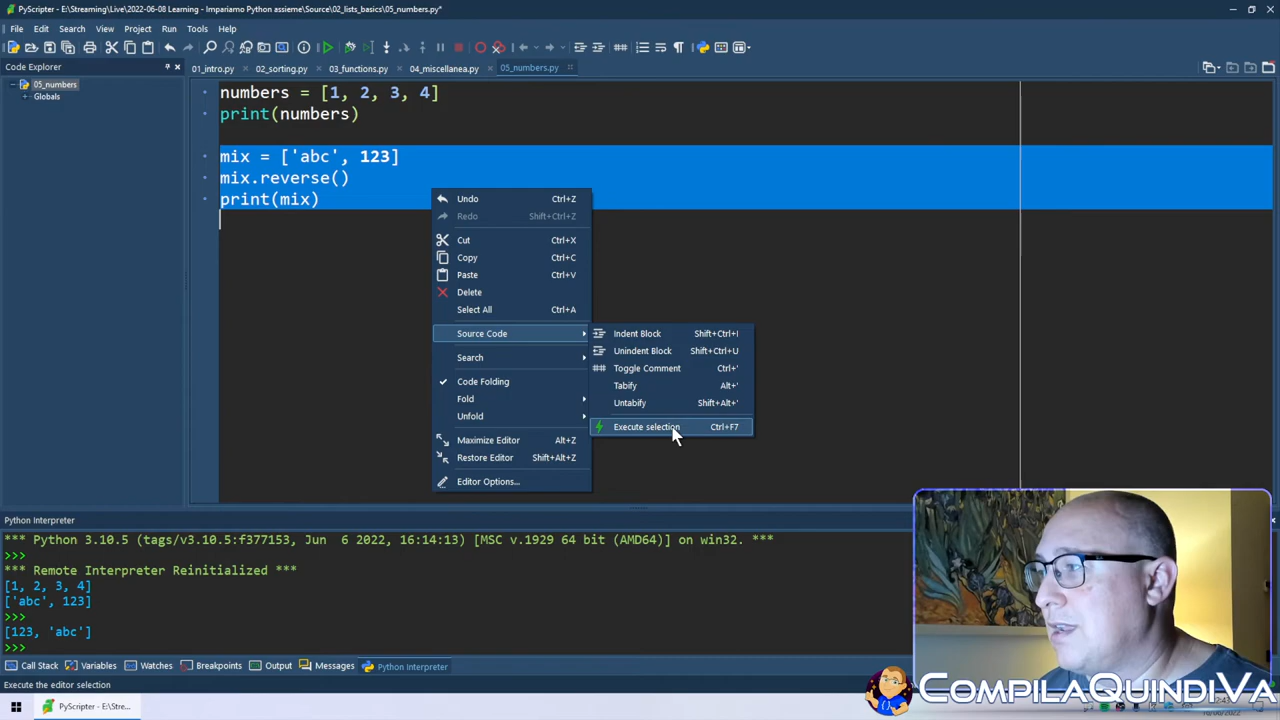 PyScripter - E:\Streaming\Live\2022-06-08 Learning - Impariamo Python assieme\Source\02_lists_basics\05_numbers.py*
File Edit Search View Project Run Tools Help
Code Explorer
01_intro.py 02_sorting.py 03_functions.py 04_miscellanea.py 05_numbers.py
05_numbers
Globals
numbers = [1, 2, 3, 4]
print(numbers)
mix = ['abc', 123]
mix.reverse()
print(mix)
Undo Ctrl+Z
Redo Shift+Ctrl+Z
Cut Ctrl+X
Copy Ctrl+C
Paste Ctrl+V
Delete
Select All Ctrl+A
Source Code
Search
Code Folding
Fold
Unfold
Maximize Editor Alt+Z
Restore Editor Shift+Alt+Z
Editor Options...
Indent Block Shift+Ctrl+I
Unindent Block Shift+Ctrl+U
Toggle Comment Ctrl+'
Tabify Alt+'
Untabify Shift+Alt+'
Execute selection Ctrl+F7
Python Interpreter
*** Python 3.10.5 (tags/v3.10.5:f377153, Jun  6 2022, 16:14:13) [MSC v.1929 64 bit (AMD64)] on win32. ***
>>>
*** Remote Interpreter Reinitialized ***
[1, 2, 3, 4]
['abc', 123]
>>>
[123, 'abc']
>>>
Call Stack Variables Watches Breakpoints Output Messages Python Interpreter
Execute the editor selection
PyScripter - E:\Stre...
COMPILAQUINDIVA